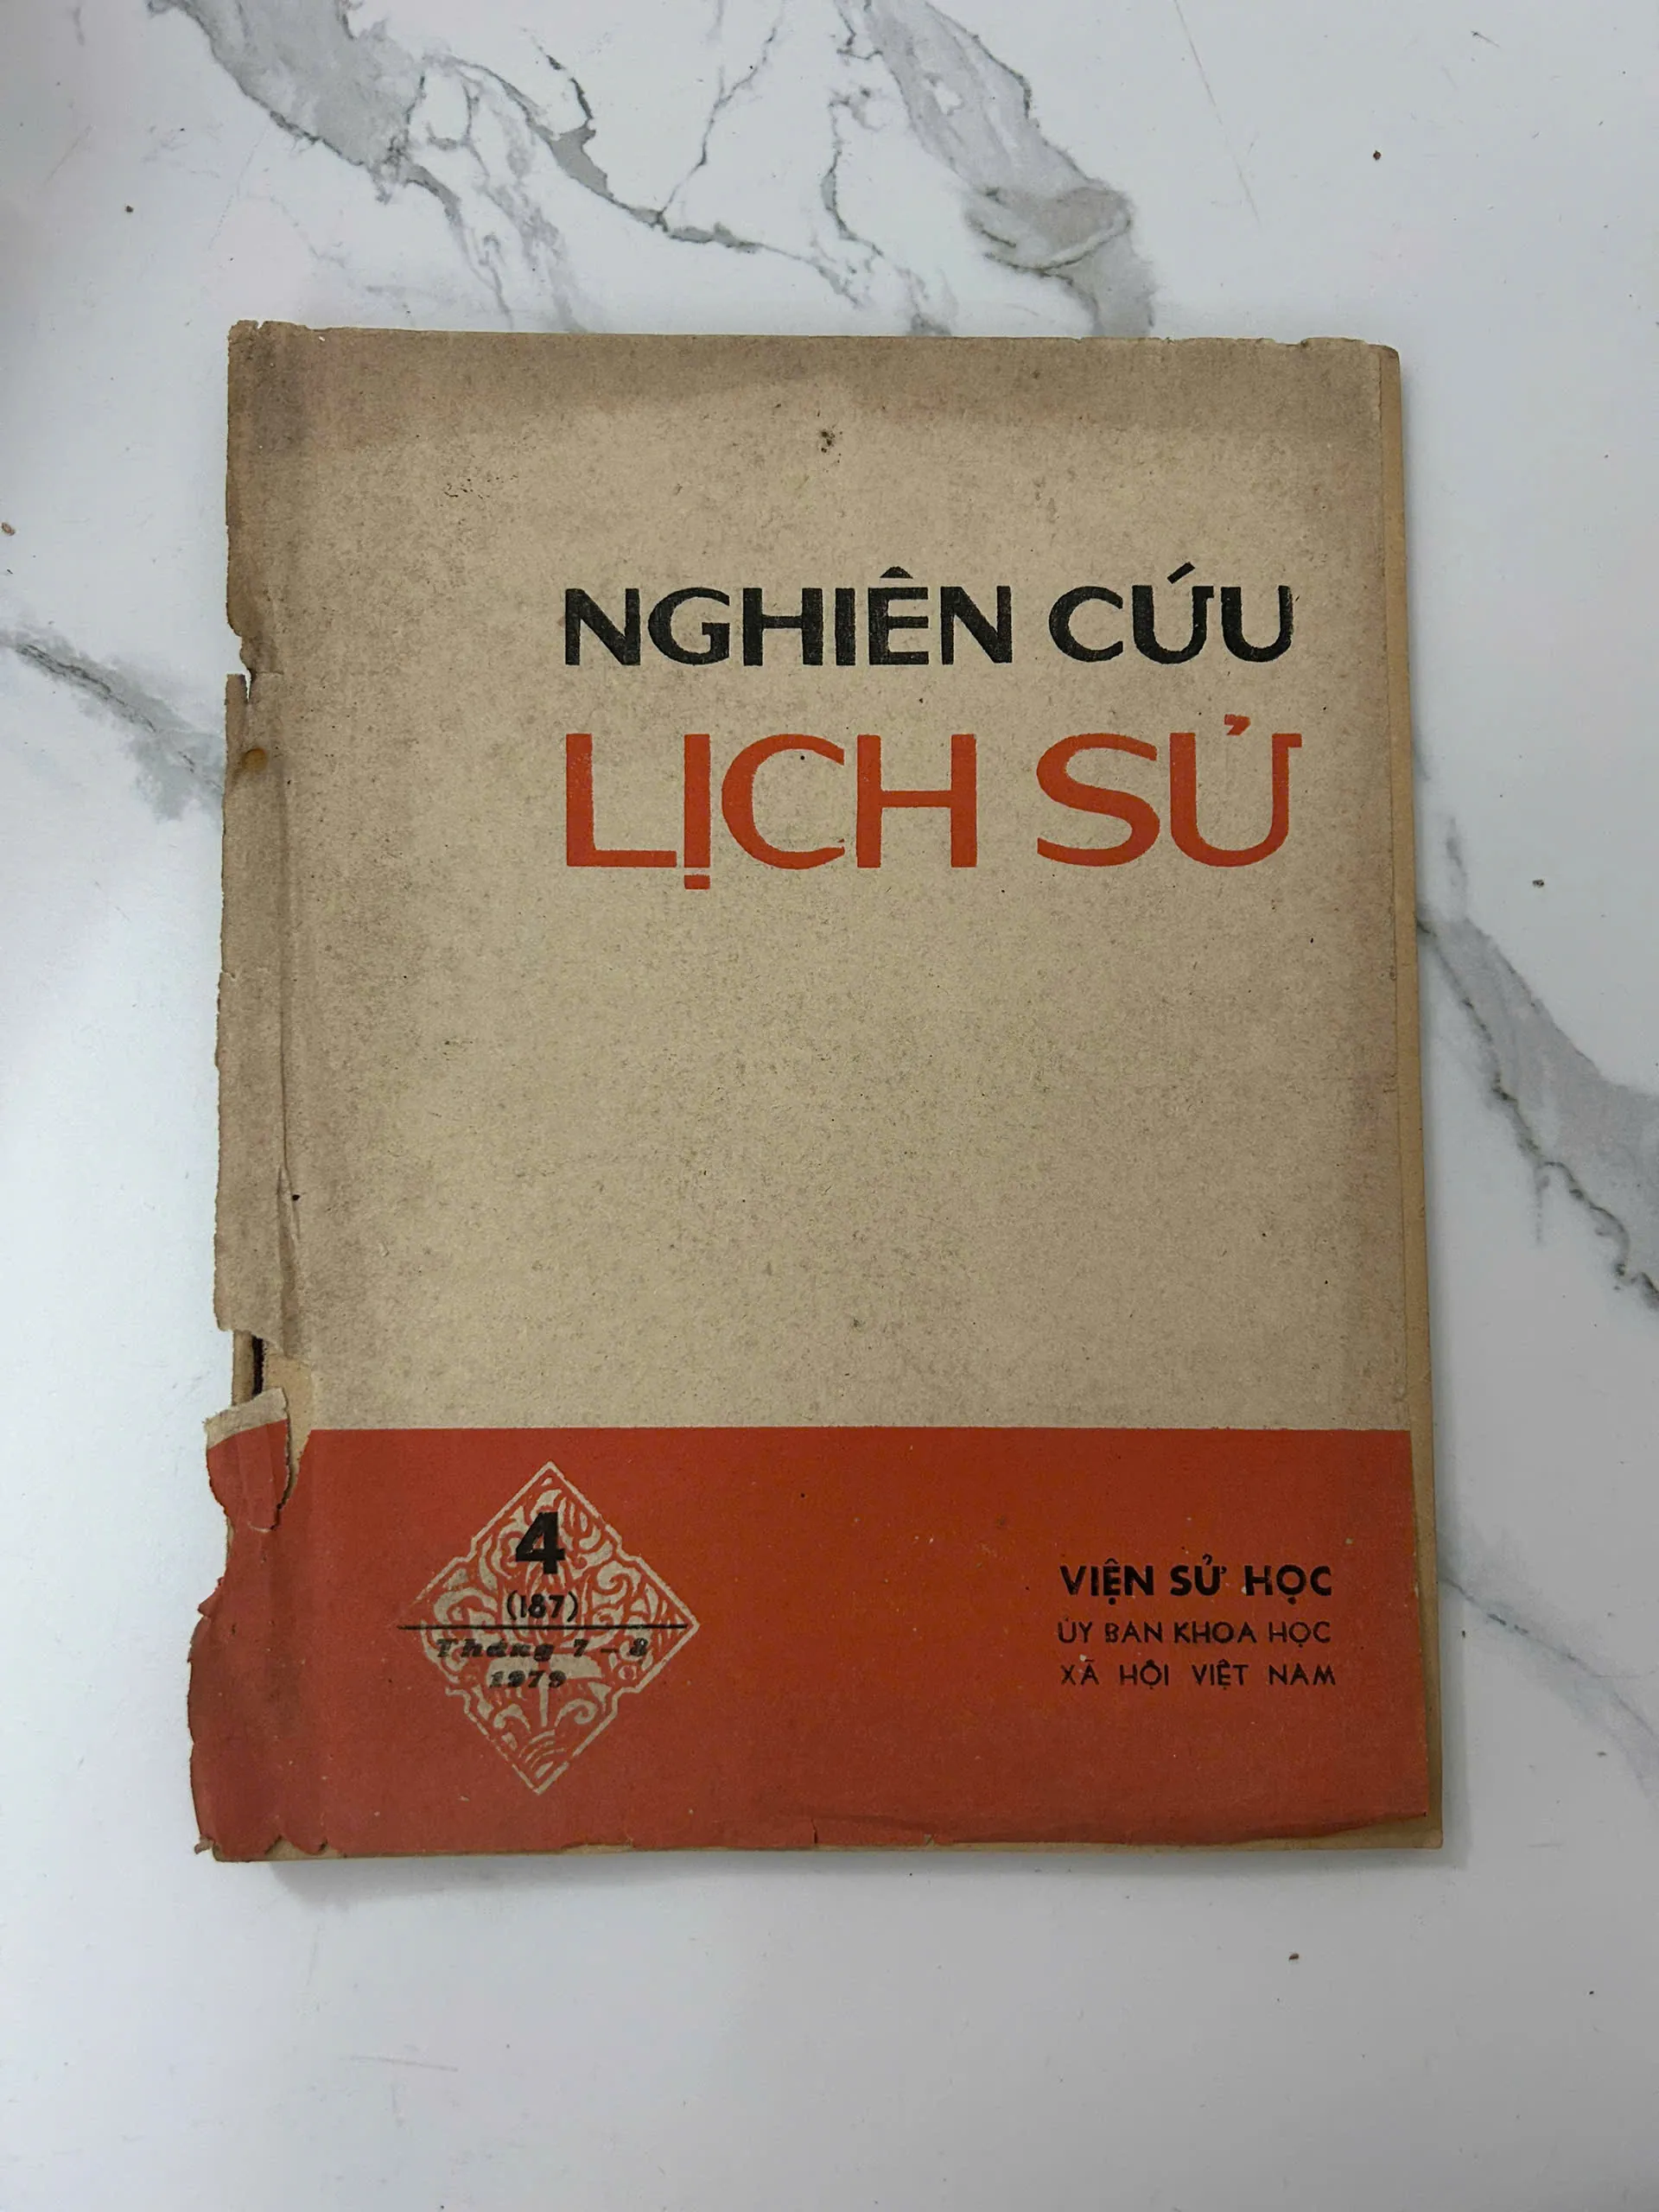 NGHIÊN CỨU
LỊCH SỬ
4
(187)
Tháng 7 - 8
1979
VIỆN SỬ HỌC
ỦY BAN KHOA HỌC
XÃ HỘI VIỆT NAM